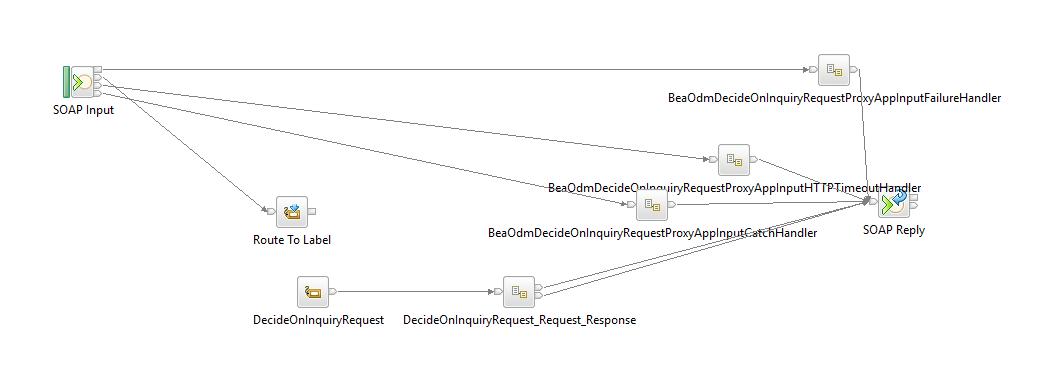 SOAP Input
BeaOdmDecideOnInquiryRequestProxyAppInputFailureHandler
BeaOdmDecideOnInquiryRequestProxyAppInputHTTPTimeoutHandler
BeaOdmDecideOnInquiryRequestProxyAppInputCatchHandler
SOAP Reply
Route To Label
DecideOnInquiryRequest
DecideOnInquiryRequest_Request_Response